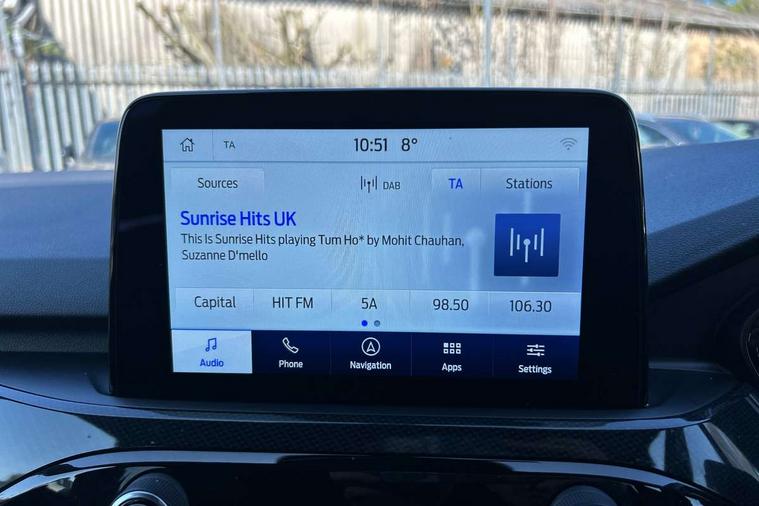 TA 10:51 8°
Sources DAB TA Stations
Sunrise Hits UK
This Is Sunrise Hits playing Tum Ho* by Mohit Chauhan,
Suzanne D'mello
Capital HIT FM 5A 98.50 106.30
Audio Phone Navigation Apps Settings